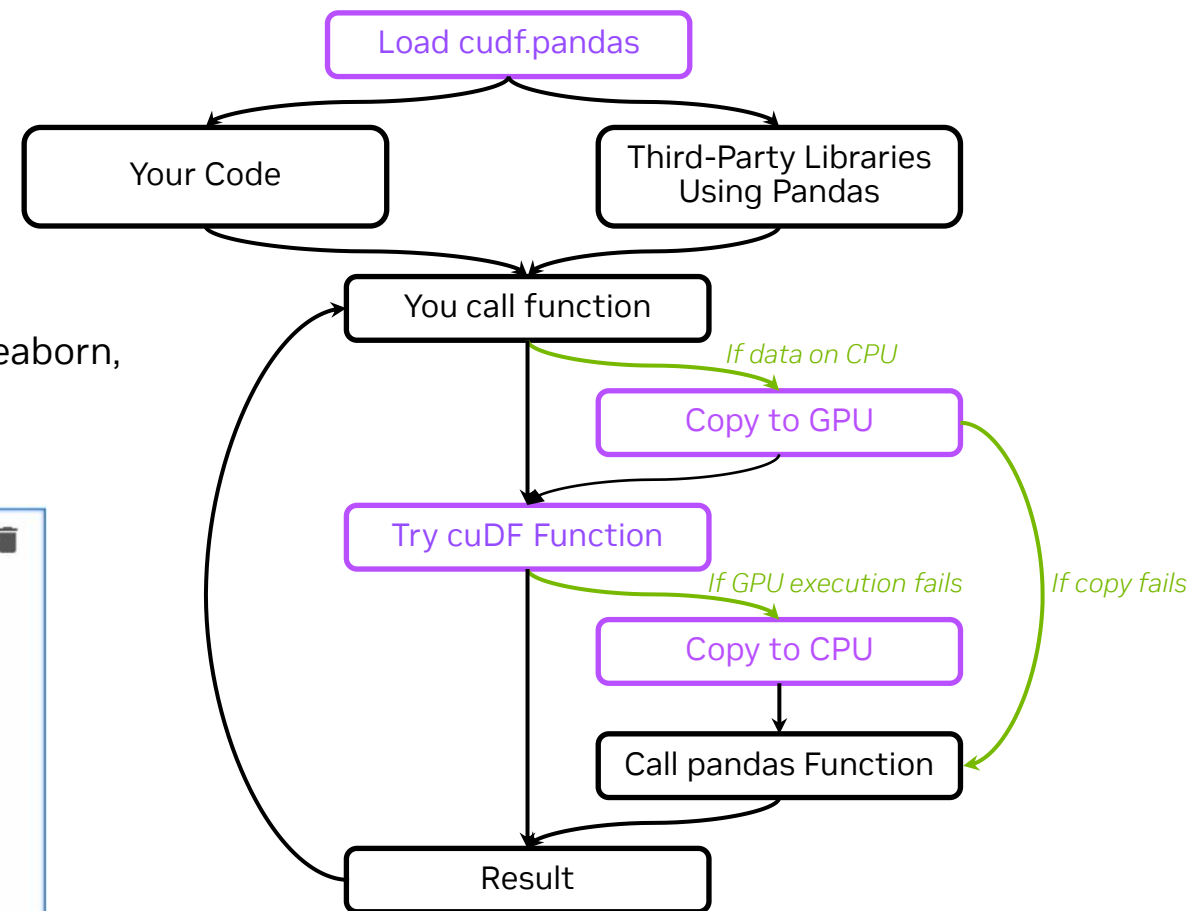 Load cudf.pandas
Your Code
Third-Party Libraries
Using Pandas
You call function
eaborn,
If data on CPU
Copy to GPU
Try cuDF Function
If GPU execution fails
If copy fails
Copy to CPU
Call pandas Function
Result